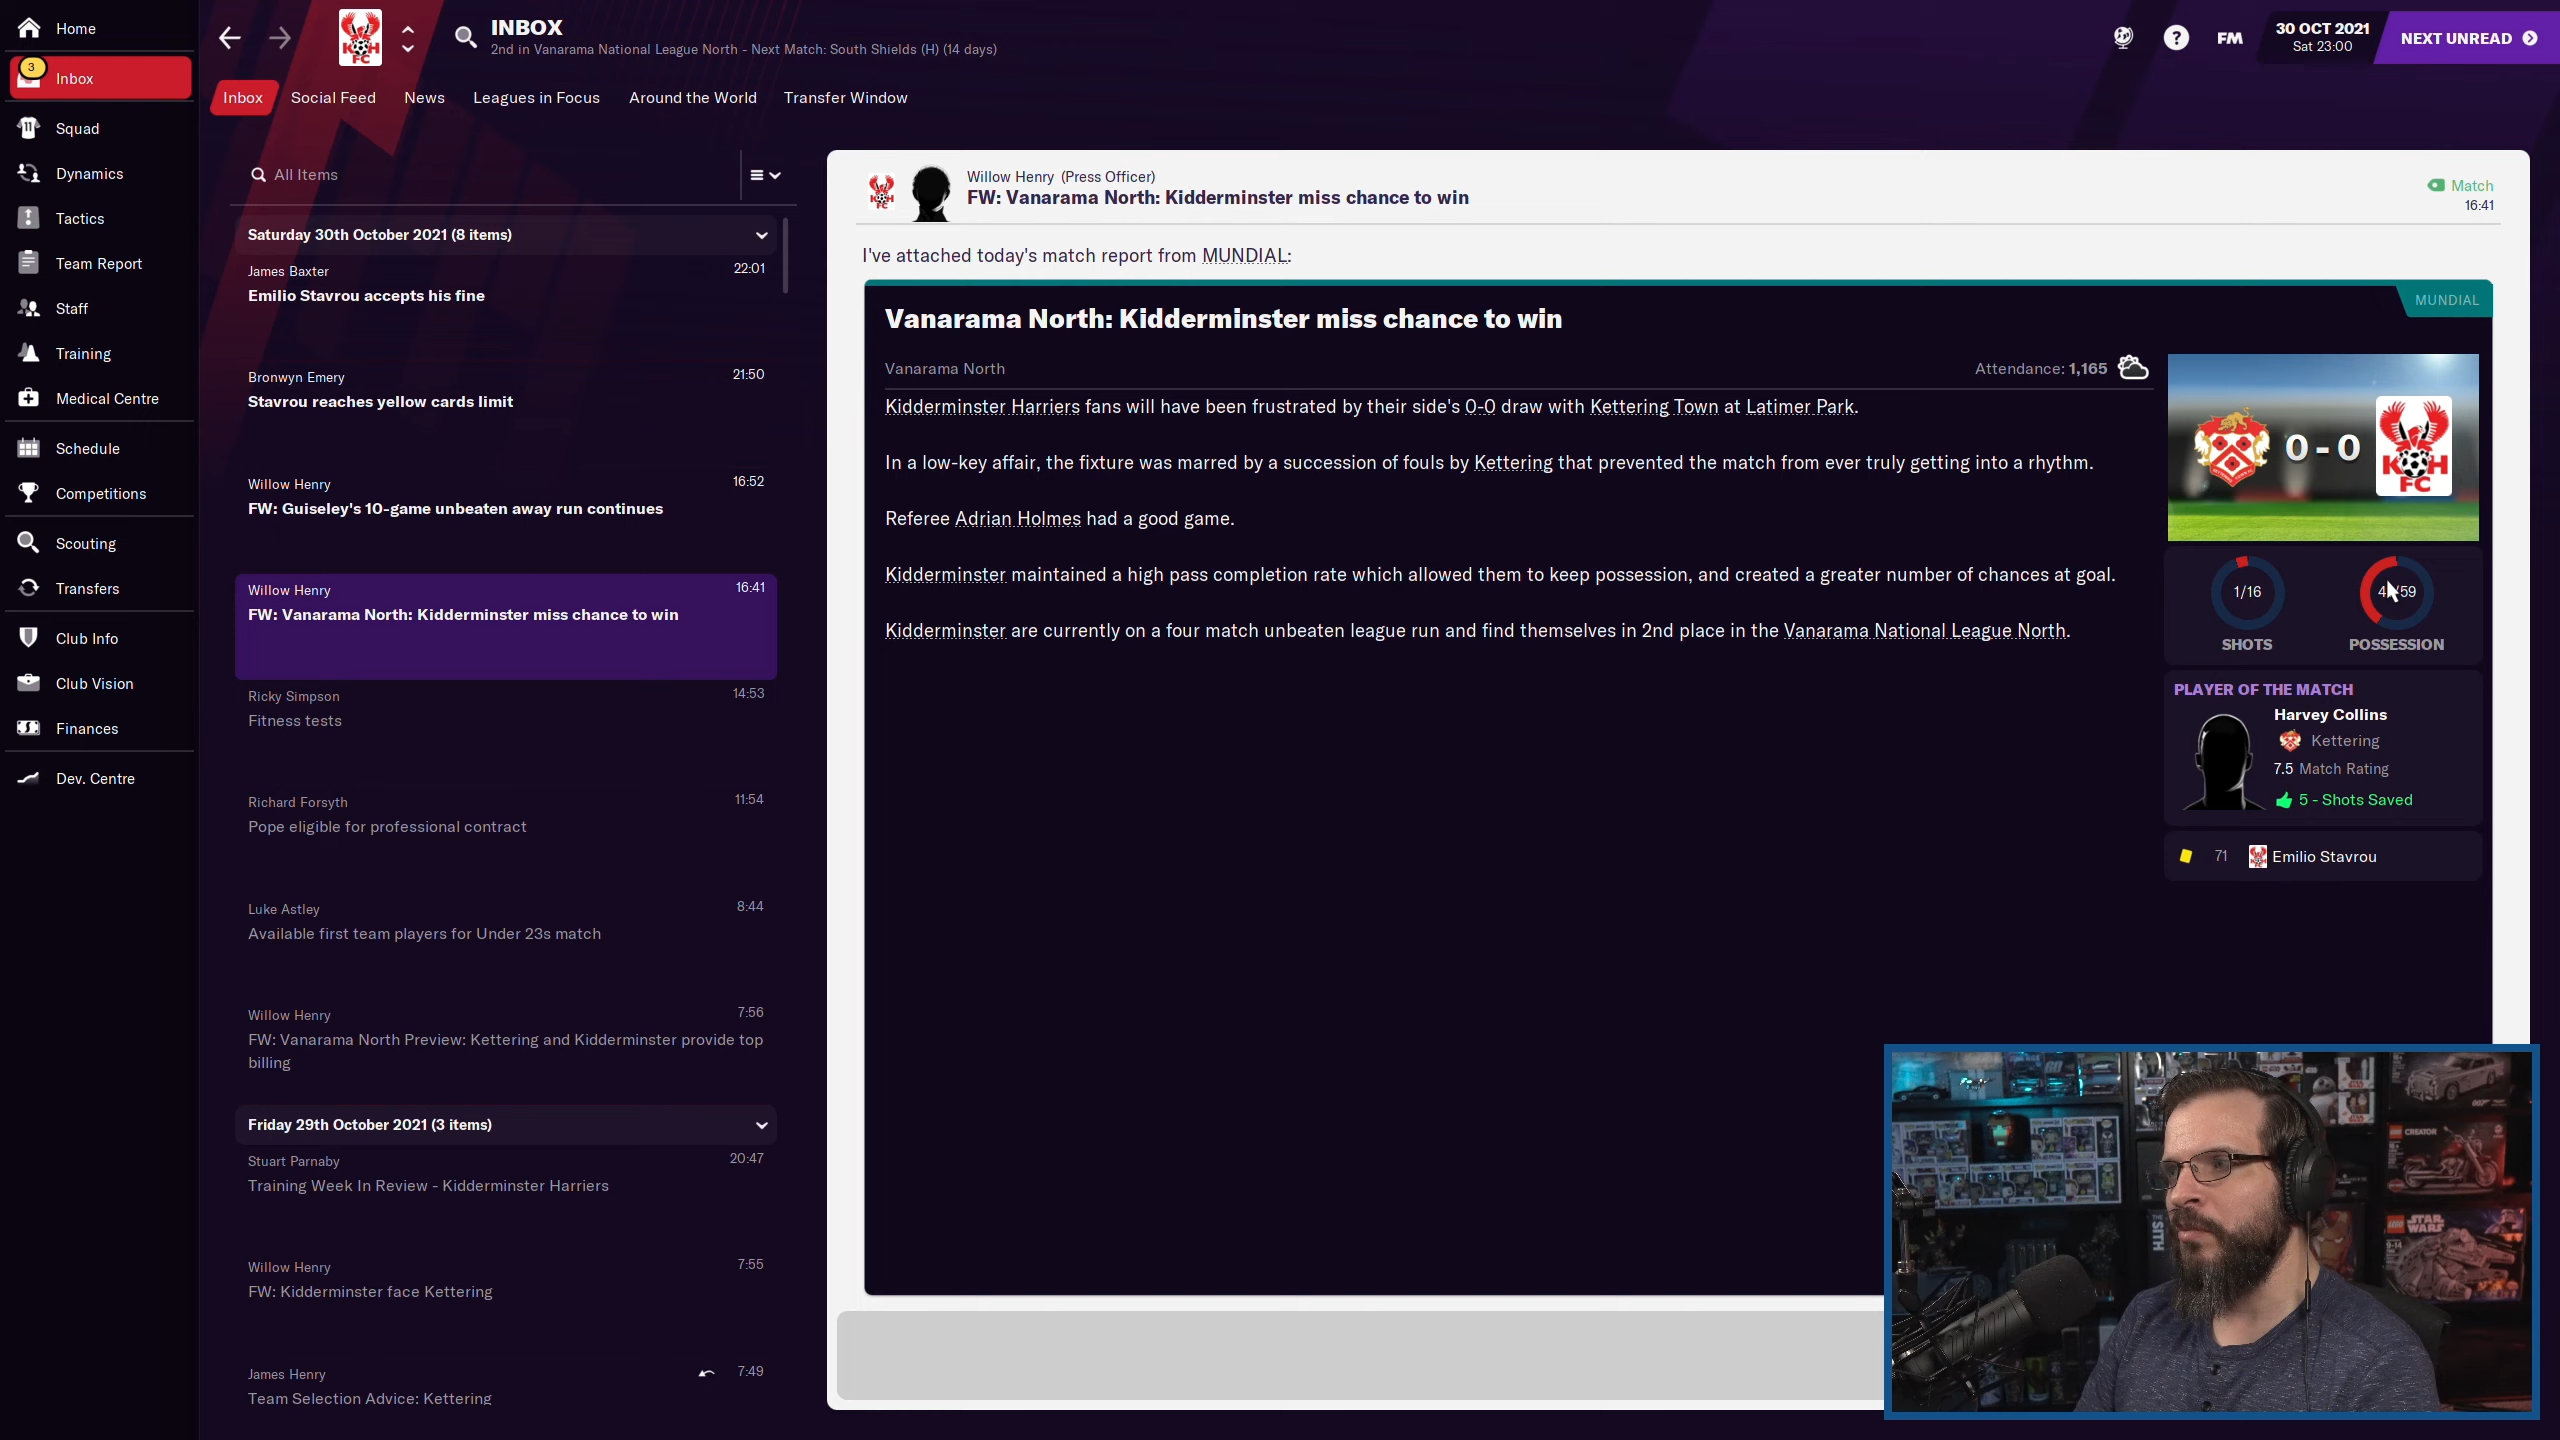 Home
3
Inbox
Squad
Dynamics
Tactics
Team Report
Staff
Training
Medical Centre
Schedule
Competitions
Scouting
Transfers
Club Info
Club Vision
Finances
Dev. Centre
KH
FC
INBOX
2nd in Vanarama National League North - Next Match: South Shields (H) (14 days)
FM
30 OCT 2021
Sat 23:00
NEXT UNREAD
Inbox
Social Feed
News
Leagues in Focus
Around the World
Transfer Window
All Items
Saturday 30th October 2021 (8 items)
James Baxter 22:01
Emilio Stavrou accepts his fine
Bronwyn Emery 21:50
Stavrou reaches yellow cards limit
Willow Henry 16:52
FW: Guiseley's 10-game unbeaten away run continues
Willow Henry 16:41
FW: Vanarama North: Kidderminster miss chance to win
Ricky Simpson 14:53
Fitness tests
Richard Forsyth 11:54
Pope eligible for professional contract
Luke Astley 8:44
Available first team players for Under 23s match
Willow Henry 7:56
FW: Vanarama North Preview: Kettering and Kidderminster provide top
billing
Friday 29th October 2021 (3 items)
Stuart Parnaby 20:47
Training Week In Review - Kidderminster Harriers
Willow Henry 7:55
FW: Kidderminster face Kettering
James Henry 7:49
Team Selection Advice: Kettering
Willow Henry (Press Officer)
FW: Vanarama North: Kidderminster miss chance to win
Match
16:41
I've attached today's match report from MUNDIAL:
MUNDIAL
Vanarama North: Kidderminster miss chance to win
Vanarama North
Attendance: 1,165
Kidderminster Harriers fans will have been frustrated by their side's 0-0 draw with Kettering Town at Latimer Park.
In a low-key affair, the fixture was marred by a succession of fouls by Kettering that prevented the match from ever truly getting into a rhythm.
Referee Adrian Holmes had a good game.
Kidderminster maintained a high pass completion rate which allowed them to keep possession, and created a greater number of chances at goal.
Kidderminster are currently on a four match unbeaten league run and find themselves in 2nd place in the Vanarama National League North.
0 - 0
KH
FC
1/16
SHOTS
POSSESSION
PLAYER OF THE MATCH
Harvey Collins
Kettering
7.5 Match Rating
5 - Shots Saved
71 Emilio Stavrou
007
LEGO CREATOR
THE SITH
LEGO STAR WARS